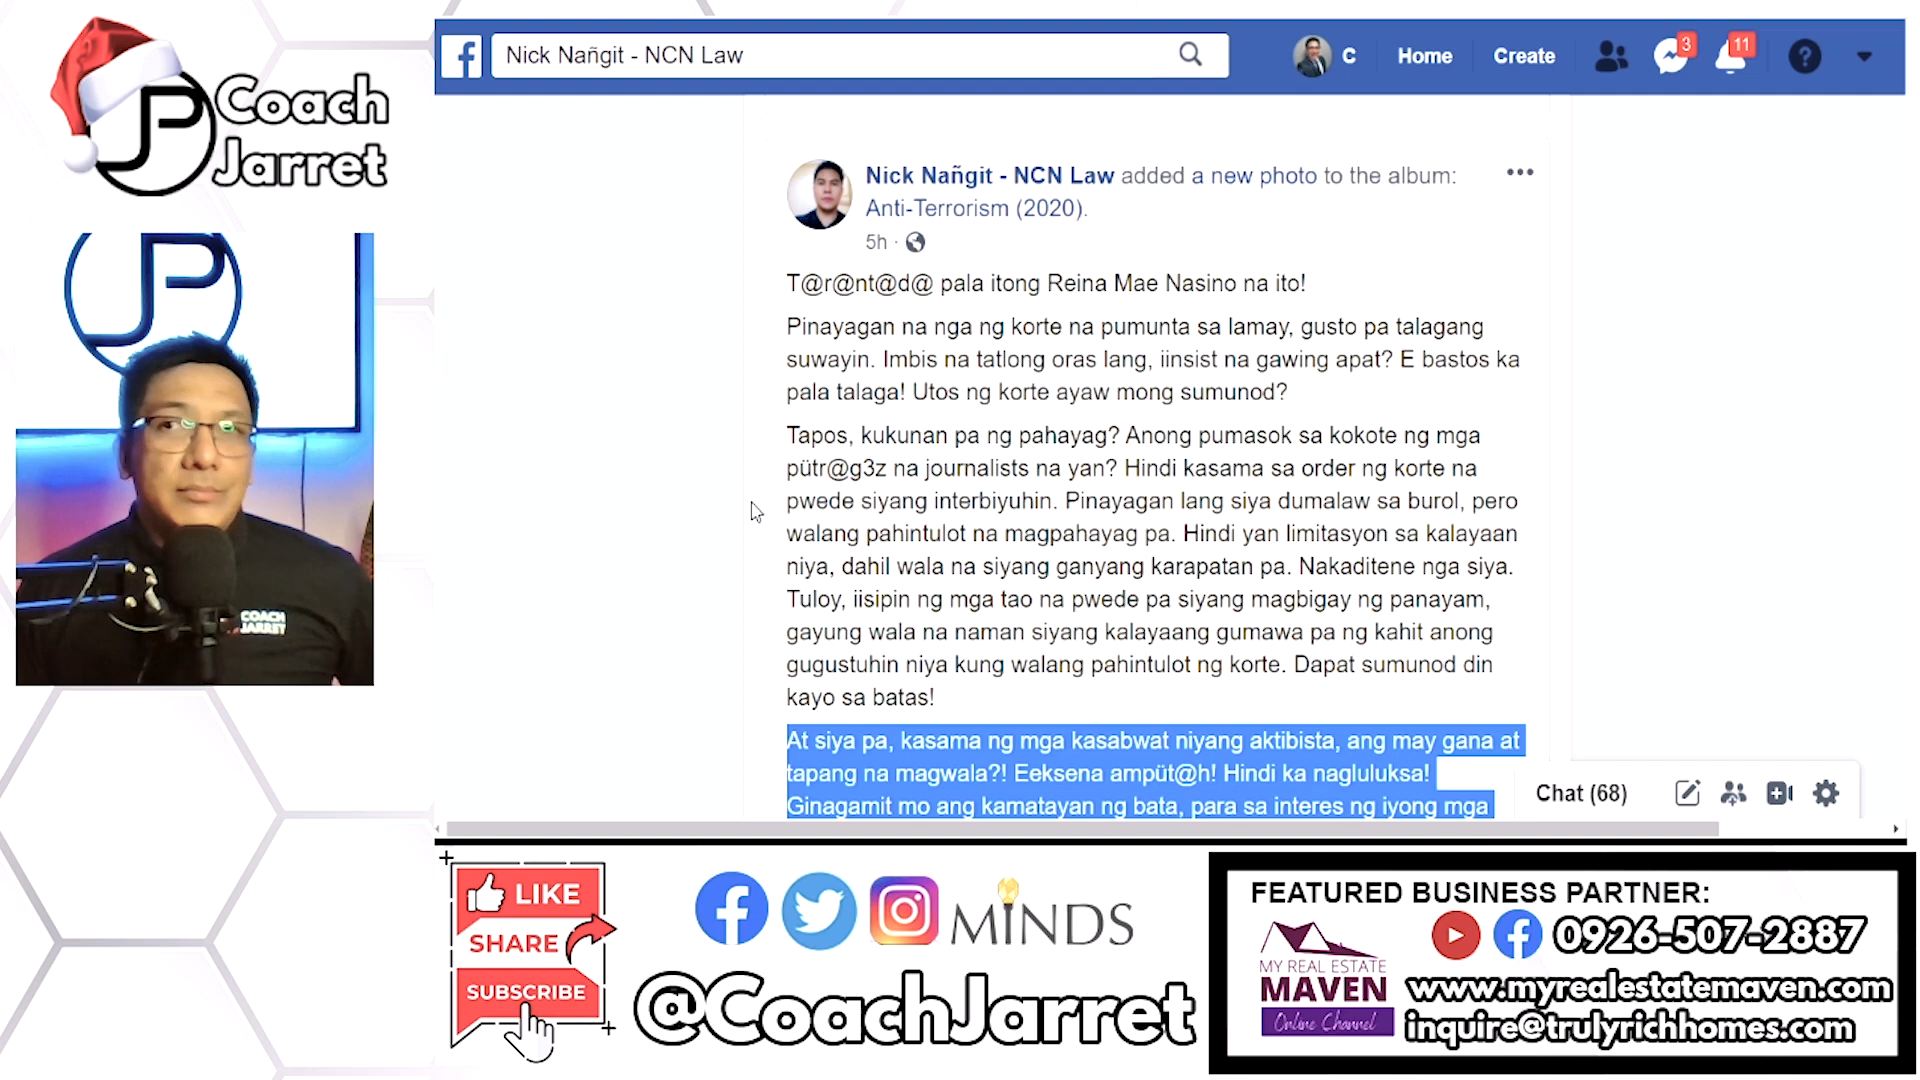 Coach
Jarret
JP
COACH
JARRET
Nick Nañgit - NCN Law
C
Home
Create
3
11
?
Nick Nañgit - NCN Law added a new photo to the album:
Anti-Terrorism (2020).
5h ·
T@r@nt@d@ pala itong Reina Mae Nasino na ito!
Pinayagan na nga ng korte na pumunta sa lamay, gusto pa talagang
suwayin. Imbis na tatlong oras lang, iinsist na gawing apat? E bastos ka
pala talaga! Utos ng korte ayaw mong sumunod?
Tapos, kukunan pa ng pahayag? Anong pumasok sa kokote ng mga
pütr@g3z na journalists na yan? Hindi kasama sa order ng korte na
pwede siyang interbiyuhin. Pinayagan lang siya dumalaw sa burol, pero
walang pahintulot na magpahayag pa. Hindi yan limitasyon sa kalayaan
niya, dahil wala na siyang ganyang karapatan pa. Nakaditene nga siya.
Tuloy, iisipin ng mga tao na pwede pa siyang magbigay ng panayam,
gayung wala na naman siyang kalayaang gumawa pa ng kahit anong
gugustuhin niya kung walang pahintulot ng korte. Dapat sumunod din
kayo sa batas!
At siya pa, kasama ng mga kasabwat niyang aktibista, ang may gana at
tapang na magwala?! Eeksena ampüt@h! Hindi ka nagluluksa!
Ginagamit mo ang kamatayan ng bata, para sa interes ng iyong mga
Chat (68)
LIKE
SHARE
SUBSCRIBE
MINDS
@CoachJarret
FEATURED BUSINESS PARTNER:
0926-507-2887
MY REAL ESTATE
MAVEN
Online Channel
www.myrealestatemaven.com
inquire@trulyrichhomes.com